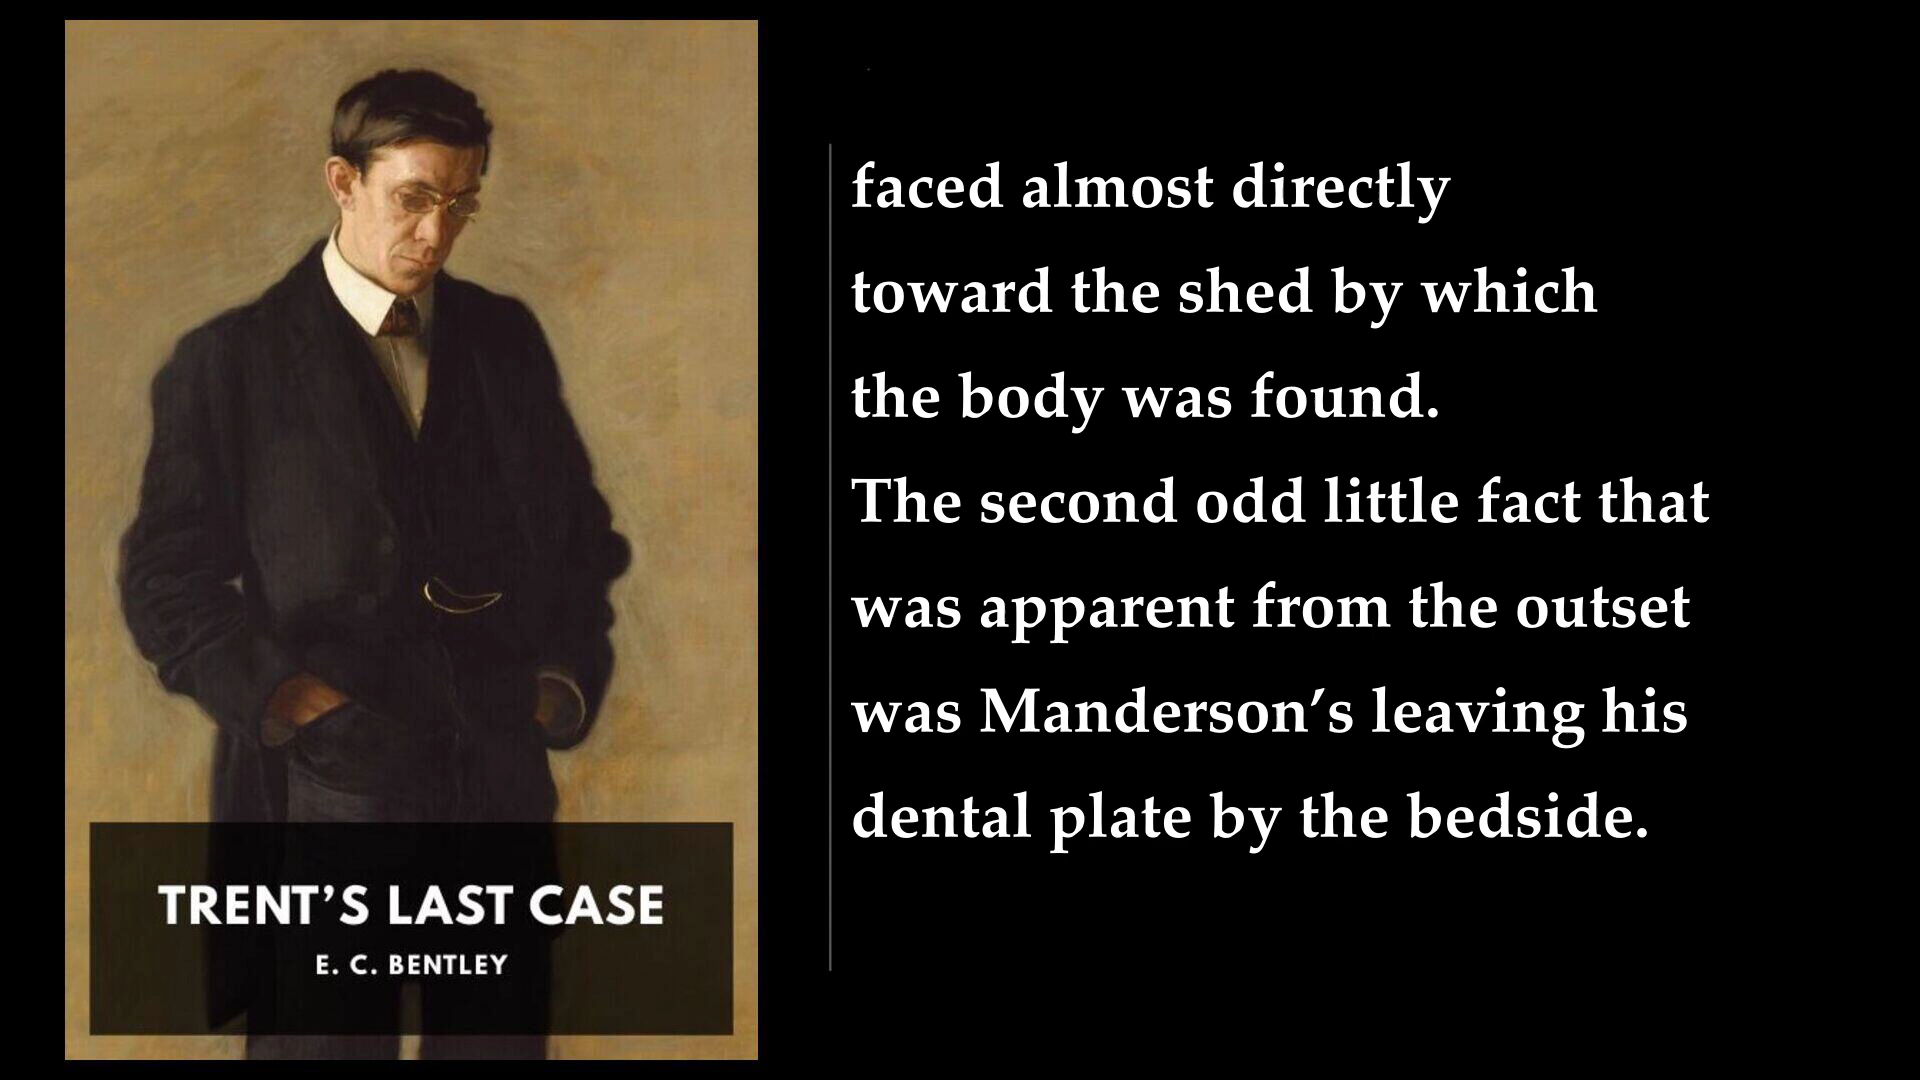 TRENT’S LAST CASE
E. C. BENTLEY
faced almost directly
toward the shed by which
the body was found.
The second odd little fact that
was apparent from the outset
was Manderson’s leaving his
dental plate by the bedside.